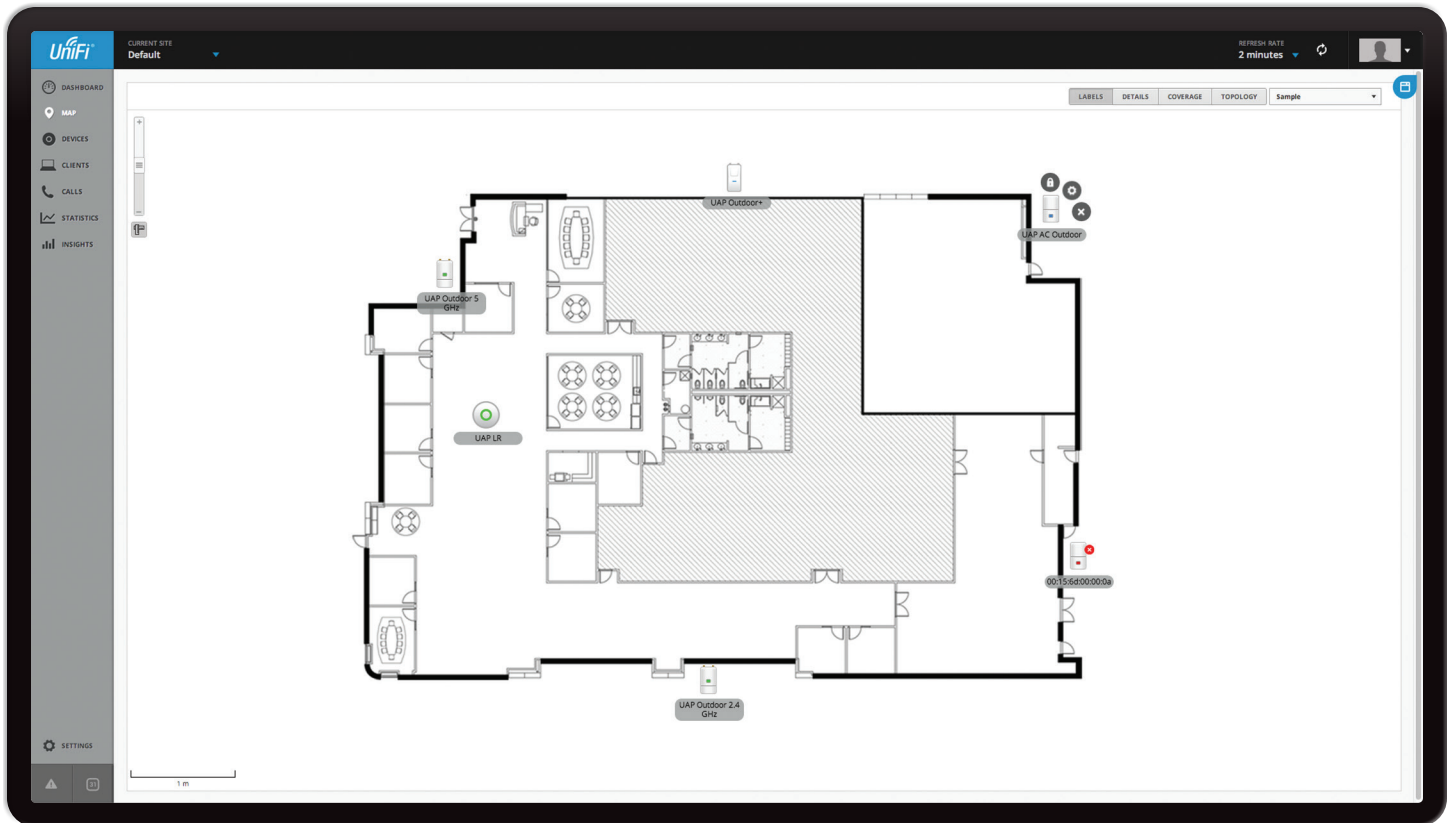 UniFi
CURRENT SITE
Default
REFRESH RATE
2 minutes
DASHBOARD
MAP
DEVICES
CLIENTS
CALLS
STATISTICS
INSIGHTS
SETTINGS
31
LABELS DETAILS COVERAGE TOPOLOGY Sample
UAP Outdoor+
UAP AC Outdoor
UAP Outdoor 5
GHz
UAP LR
00:15:6d:00:00:0a
UAP Outdoor 2.4
GHz
1 m